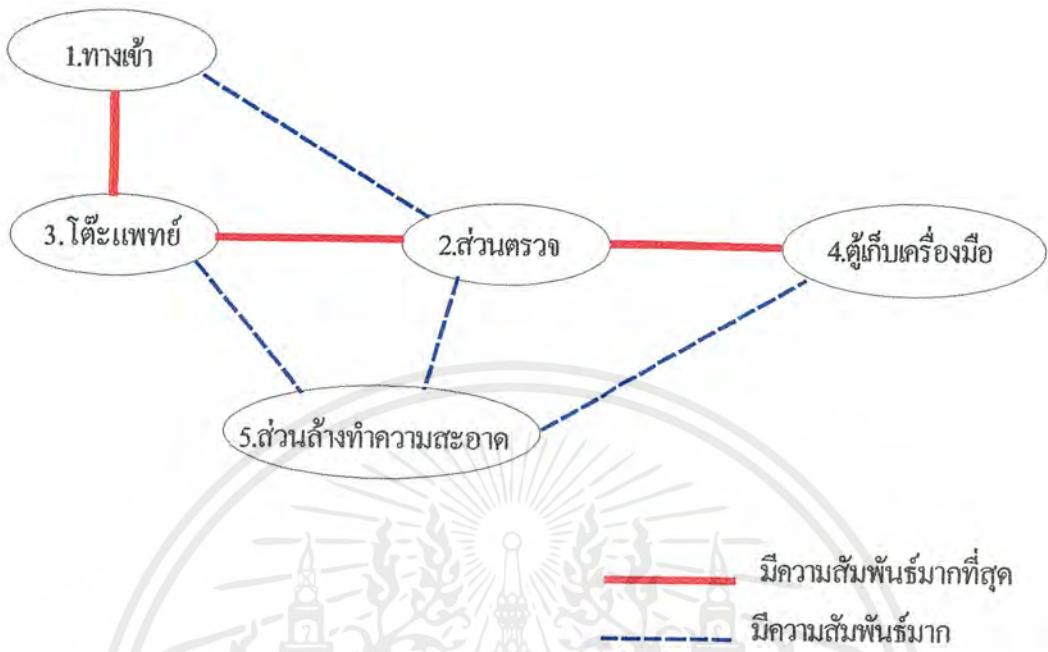 1.ทางเข้า
3.โต๊ะแพทย์
2.ส่วนตรวจ
4.ตู้เก็บเครื่องมือ
5.ส่วนล้างทำความสะอาด
มีความสัมพันธ์มากที่สุด
มีความสัมพันธ์มาก